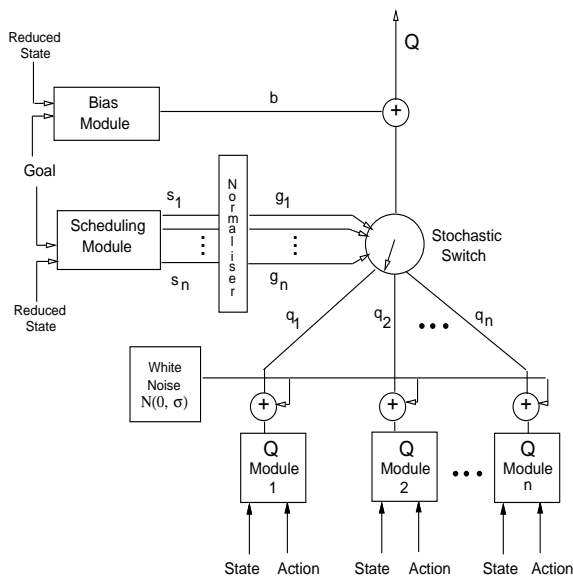 Q
Reduced
State
Bias
Module
b
+
Goal
Scheduling
Module
Reduced
State
s1
⋮
sn
Normaliser
g1
⋮
gn
Stochastic
Switch
q1
q2
•••
qn
White
Noise
N(0, σ)
+
+
+
Q
Module
1
Q
Module
2
•••
Q
Module
n
State Action State Action State Action